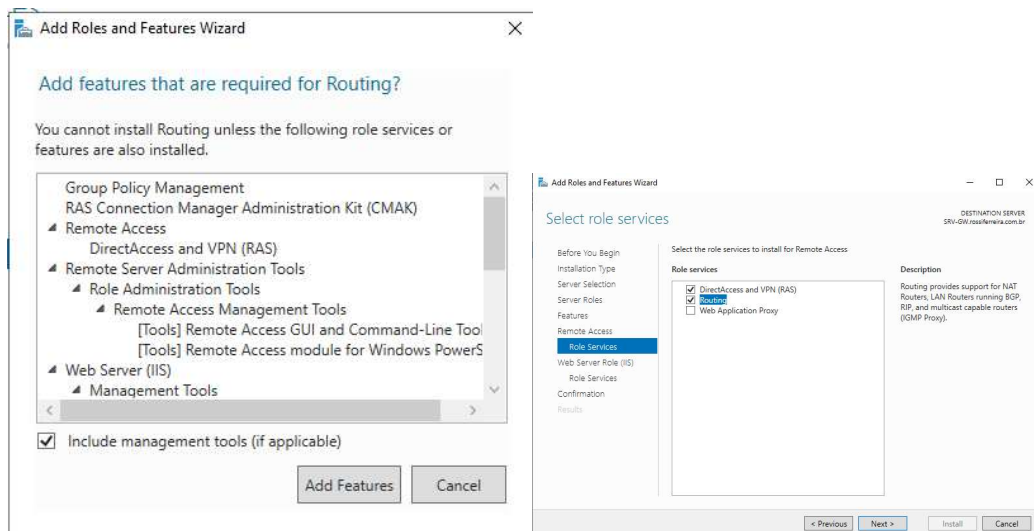 Add Roles and Features Wizard
Add features that are required for Routing?
You cannot install Routing unless the following role services or
features are also installed.
Group Policy Management
RAS Connection Manager Administration Kit (CMAK)
Remote Access
DirectAccess and VPN (RAS)
Remote Server Administration Tools
Role Administration Tools
Remote Access Management Tools
[Tools] Remote Access GUI and Command-Line Tool
[Tools] Remote Access module for Windows PowerS
Web Server (IIS)
Management Tools
Include management tools (if applicable)
Add Features
Cancel
Add Roles and Features Wizard
Select role services
DESTINATION SERVER
SRV-GW.rossiferreira.com.br
Before You Begin
Installation Type
Server Selection
Server Roles
Features
Remote Access
Role Services
Web Server Role (IIS)
Role Services
Confirmation
Results
Select the role services to install for Remote Access
Role services
DirectAccess and VPN (RAS)
Routing
Web Application Proxy
Description
Routing provides support for NAT
Routers, LAN Routers running BGP,
RIP, and multicast capable routers
(IGMP Proxy).
< Previous
Next >
Install
Cancel